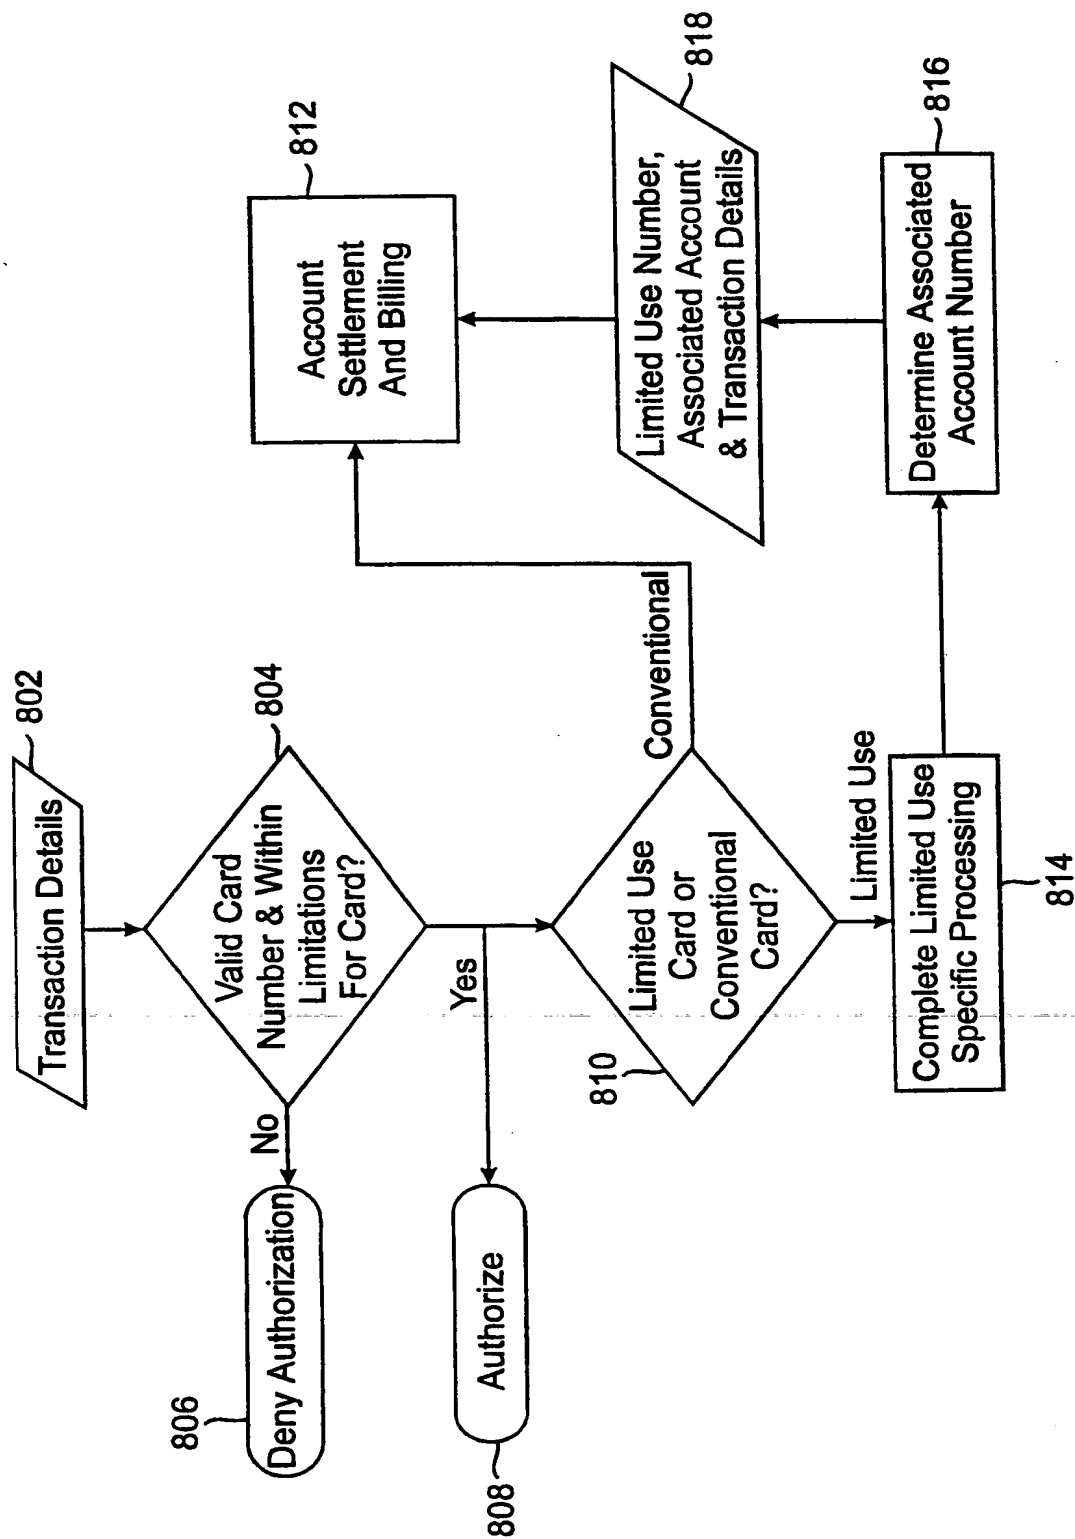 802
Transaction Details
804
Valid Card
Number & Within
Limitations
For Card?
No
806
Deny Authorization
Yes
808
Authorize
810
Limited Use
Card or
Conventional
Card?
Conventional
812
Account
Settlement
And Billing
Limited Use
Complete Limited Use
Specific Processing
814
Determine Associated
Account Number
816
Limited Use Number,
Associated Account
& Transaction Details
818